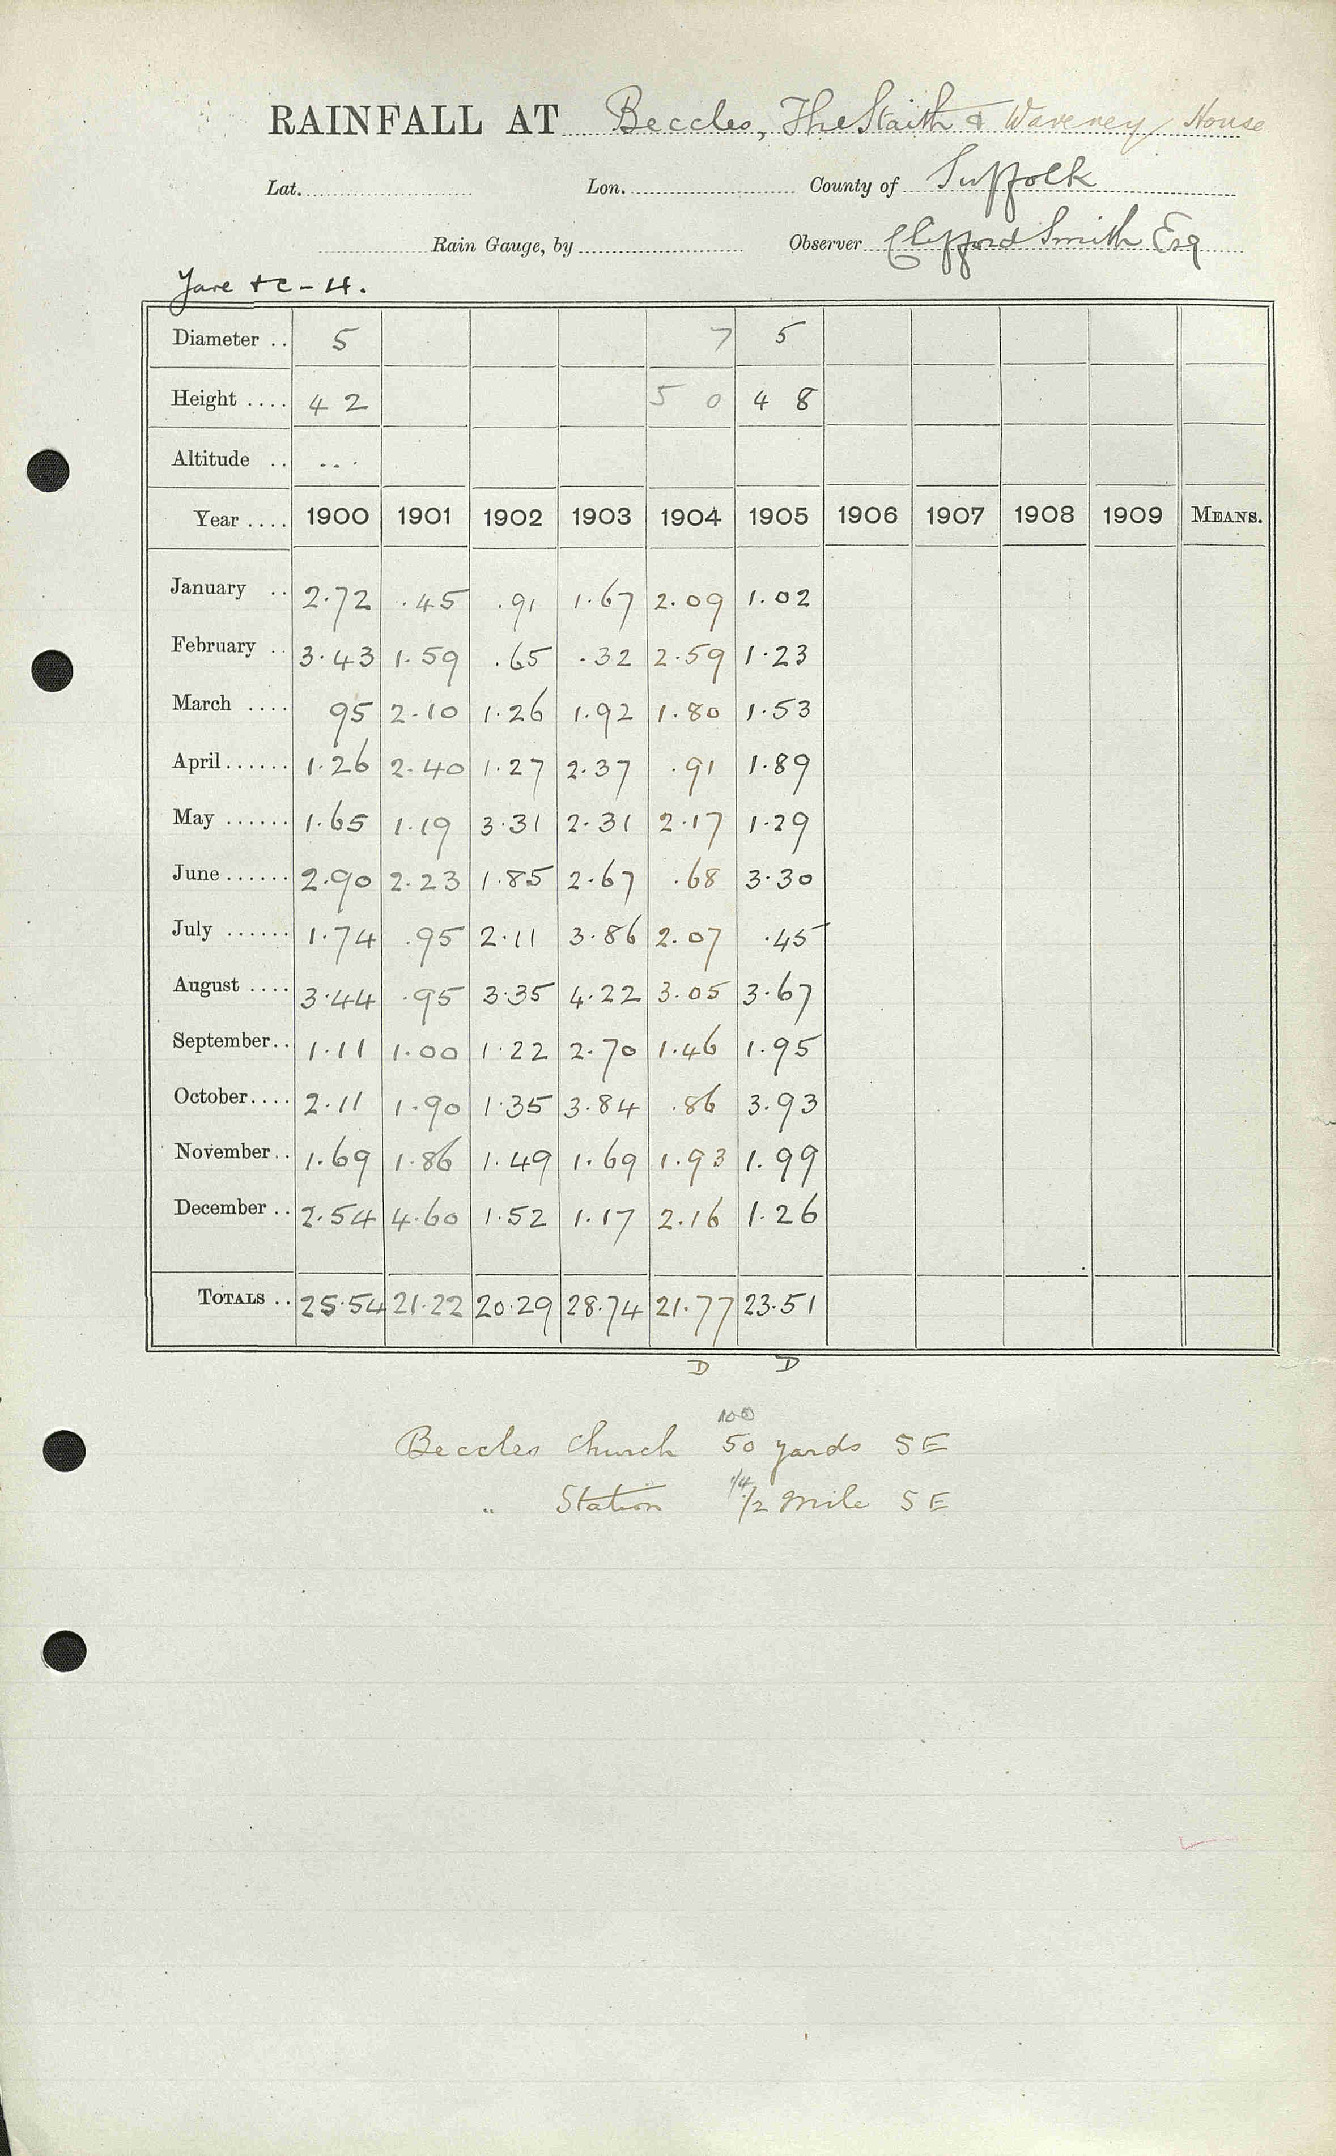 RAINFALL AT Beccles, The Staith & Waveney House
Lat. Lon. County of Suffolk
Rain Gauge, by Observer Clifford Smith Esq
Yare &c - 4.
Diameter .. 5 7 5
Height .... 4 2 5 0 4 8
Altitude .. ...
Year .... 1900 1901 1902 1903 1904 1905 1906 1907 1908 1909 MEANS.
January .. 2.72 .45 .91 1.67 2.09 1.02
February .. 3.43 1.59 .65 .32 2.59 1.23
March .... 95 2.10 1.26 1.92 1.80 1.53
April...... 1.26 2.40 1.27 2.37 .91 1.89
May ...... 1.65 1.19 3.31 2.31 2.17 1.29
June...... 2.90 2.23 1.85 2.67 .68 3.30
July ...... 1.74 .95 2.11 3.86 2.07 .45
August .... 3.44 .95 3.35 4.22 3.05 3.67
September.. 1.11 1.00 1.22 2.70 1.46 1.95
October.... 2.11 1.90 1.35 3.84 .86 3.93
November.. 1.69 1.86 1.49 1.69 1.93 1.99
December .. 2.54 4.60 1.52 1.17 2.16 1.26
TOTALS .. 25.54 21.22 20.29 28.74 21.77 23.51
D D
100
Beccles Church 50 yards SE
1/4
" Station 1/2 mile SE